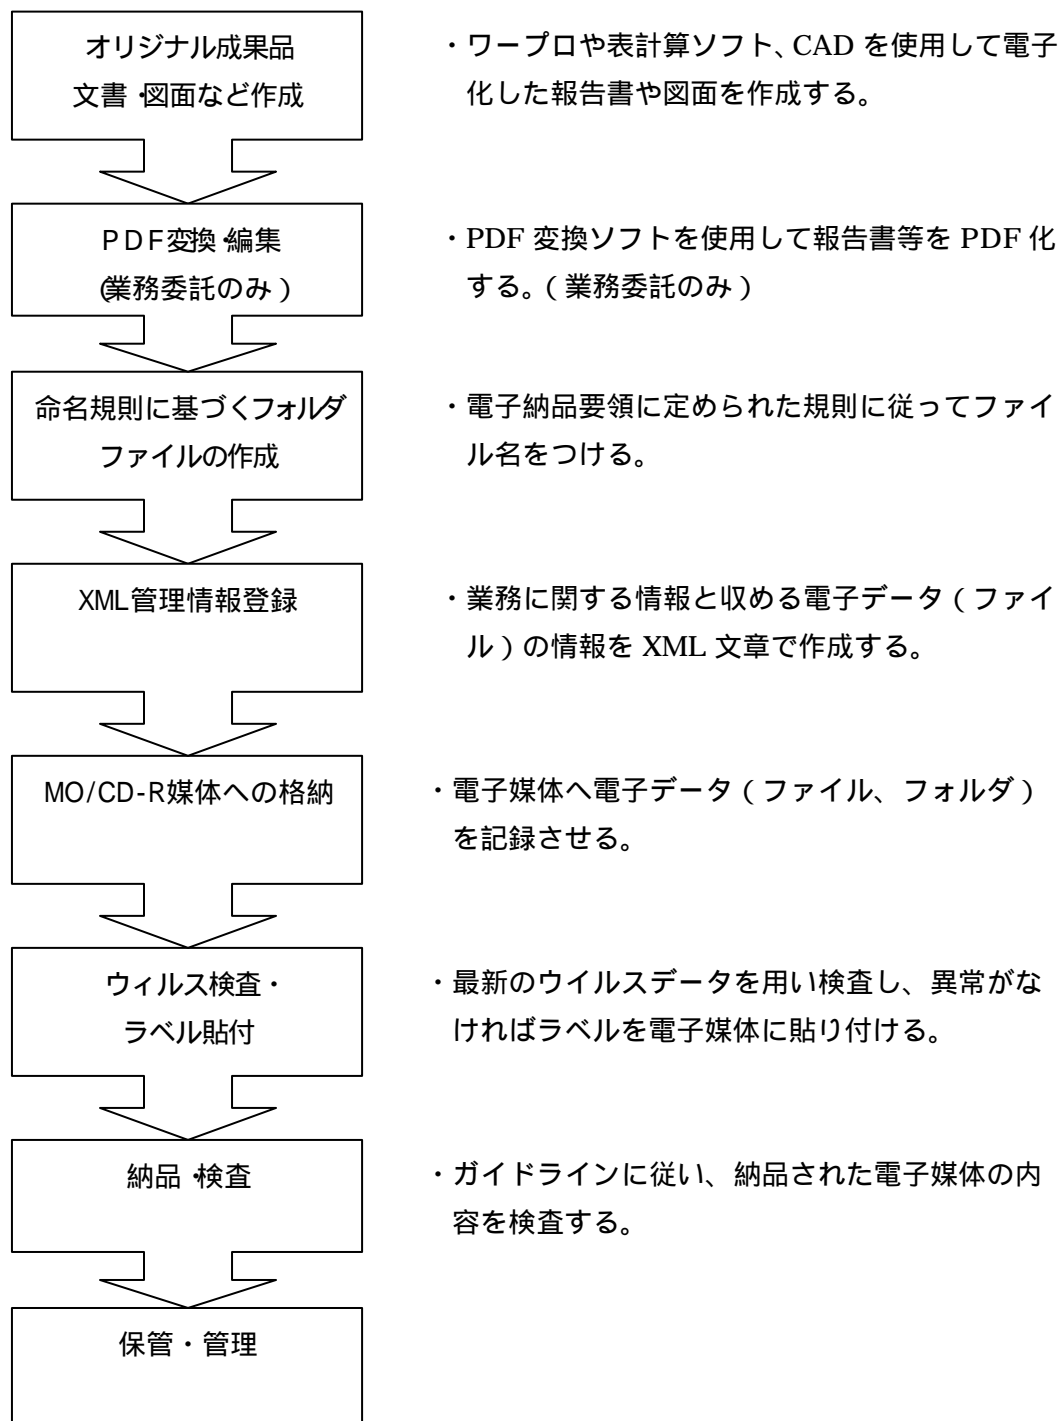 オリジナル成果品
文書・図面など作成
・ワープロや表計算ソフト、CAD を使用して電子
化した報告書や図面を作成する。
PDF変換・編集
(業務委託のみ)
・PDF 変換ソフトを使用して報告書等を PDF 化
する。(業務委託のみ)
命名規則に基づくフォルダ
ファイルの作成
・電子納品要領に定められた規則に従ってファイ
ル名をつける。
XML管理情報登録
・業務に関する情報と収める電子データ(ファイ
ル)の情報を XML 文章で作成する。
MO/CD-R媒体への格納
・電子媒体へ電子データ(ファイル、フォルダ)
を記録させる。
ウィルス検査・
ラベル貼付
・最新のウイルスデータを用い検査し、異常がな
ければラベルを電子媒体に貼り付ける。
納品・検査
・ガイドラインに従い、納品された電子媒体の内
容を検査する。
保管・管理